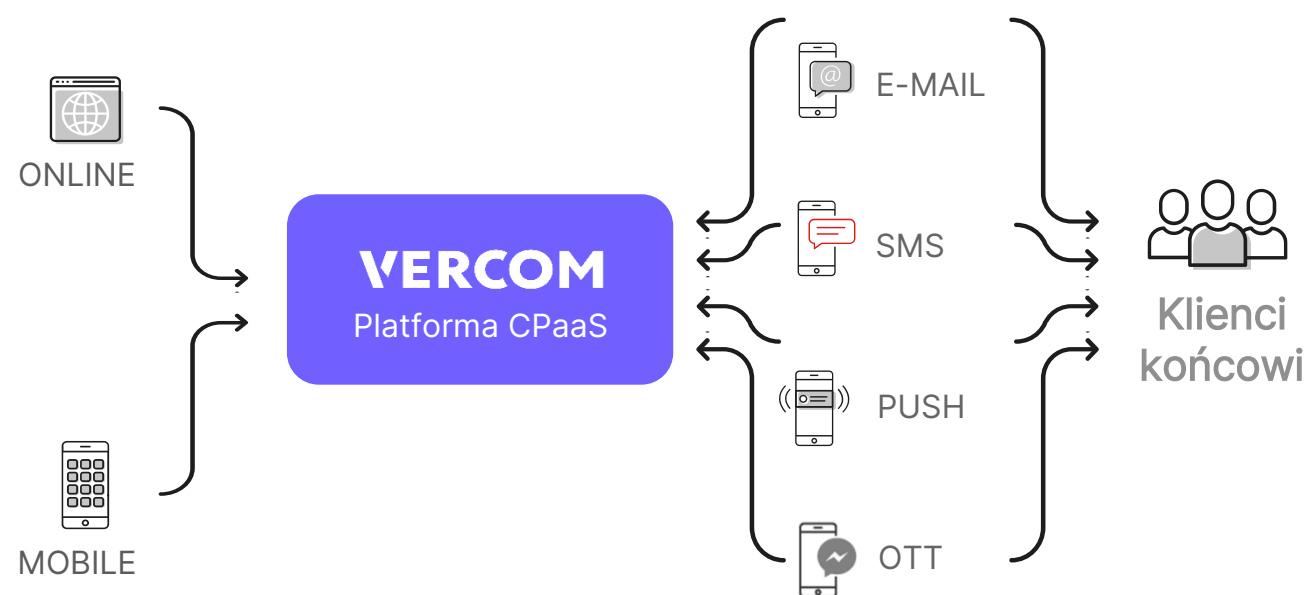 ONLINE
MOBILE
VERCOM
Platforma CPaaS
@
E-MAIL
SMS
PUSH
OTT
Klienci
końcowi